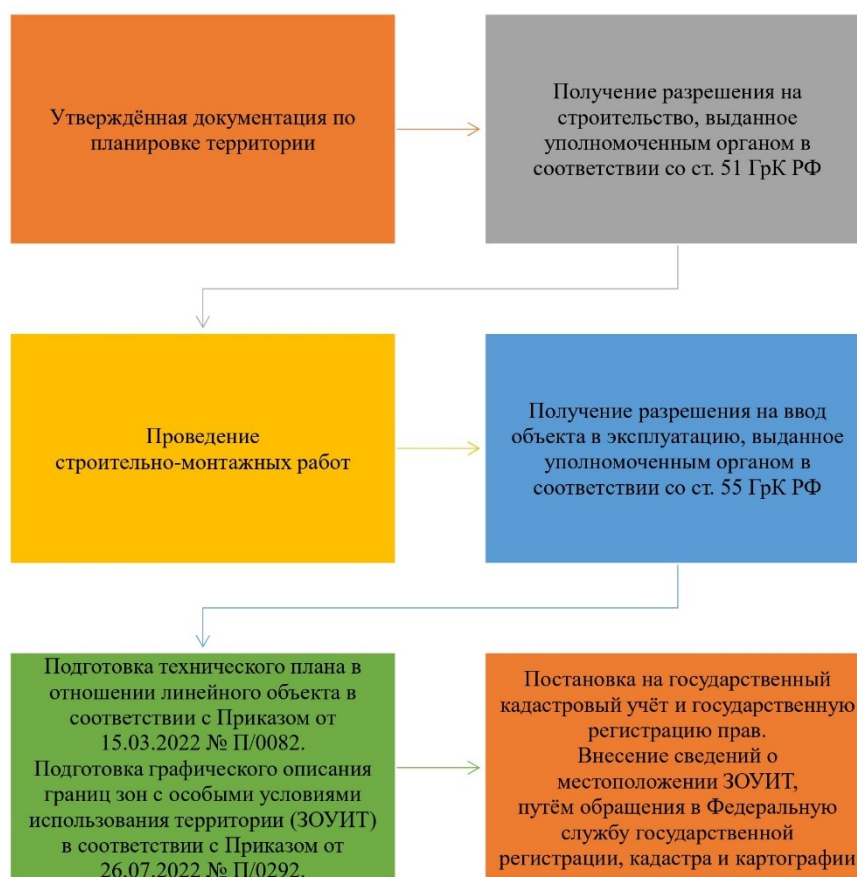 Утверждённая документация по
планировке территории
Получение разрешения на
строительство, выданное
уполномоченным органом в
соответствии со ст. 51 ГрК РФ
Проведение
строительно-монтажных работ
Получение разрешения на ввод
объекта в эксплуатацию, выданное
уполномоченным органом в
соответствии со ст. 55 ГрК РФ
Подготовка технического плана в
отношении линейного объекта в
соответствии с Приказом от
15.03.2022 № П/0082.
Подготовка графического описания
границ зон с особыми условиями
использования территории (ЗОУИТ)
в соответствии с Приказом от
26.07.2022 № П/0292.
Постановка на государственный
кадастровый учёт и государственную
регистрацию прав.
Внесение сведений о
местоположении ЗОУИТ,
путём обращения в Федеральную
службу государственной
регистрации, кадастра и картографии